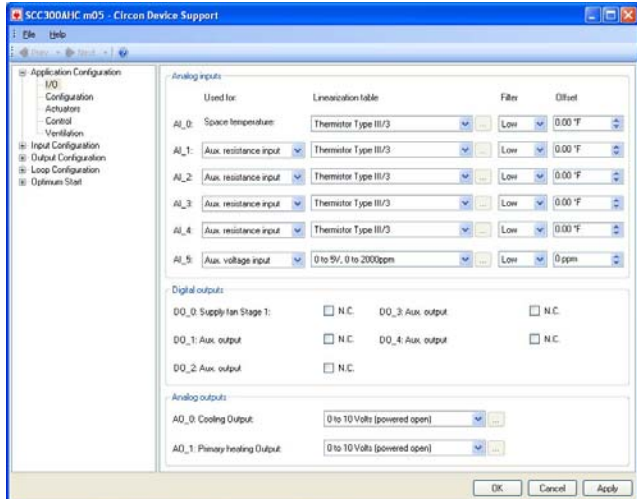 SCC300AHC m05 - Circon Device Support
File Help
Prev Next
Application Configuration
I/O
Configuration
Actuators
Control
Ventilation
Input Configuration
Output Configuration
Loop Configuration
Optimum Start
Analog inputs
Used for: Linearization table Filter Offset
AI_0: Space temperature: Thermistor Type III/3 ... Low 0.00 °F
AI_1: Aux. resistance input Thermistor Type III/3 ... Low 0.00 °F
AI_2: Aux. resistance input Thermistor Type III/3 ... Low 0.00 °F
AI_3: Aux. resistance input Thermistor Type III/3 ... Low 0.00 °F
AI_4: Aux. resistance input Thermistor Type III/3 ... Low 0.00 °F
AI_5: Aux. voltage input 0 to 5V, 0 to 2000ppm ... Low 0 ppm
Digital outputs
DO_0: Supply fan Stage 1: N.C. DO_3: Aux. output N.C.
DO_1: Aux. output N.C. DO_4: Aux. output N.C.
DO_2: Aux. output N.C.
Analog outputs
AO_0: Cooling Output: 0 to 10 Volts (powered open) ...
AO_1: Primary heating Output: 0 to 10 Volts (powered open) ...
OK Cancel Apply